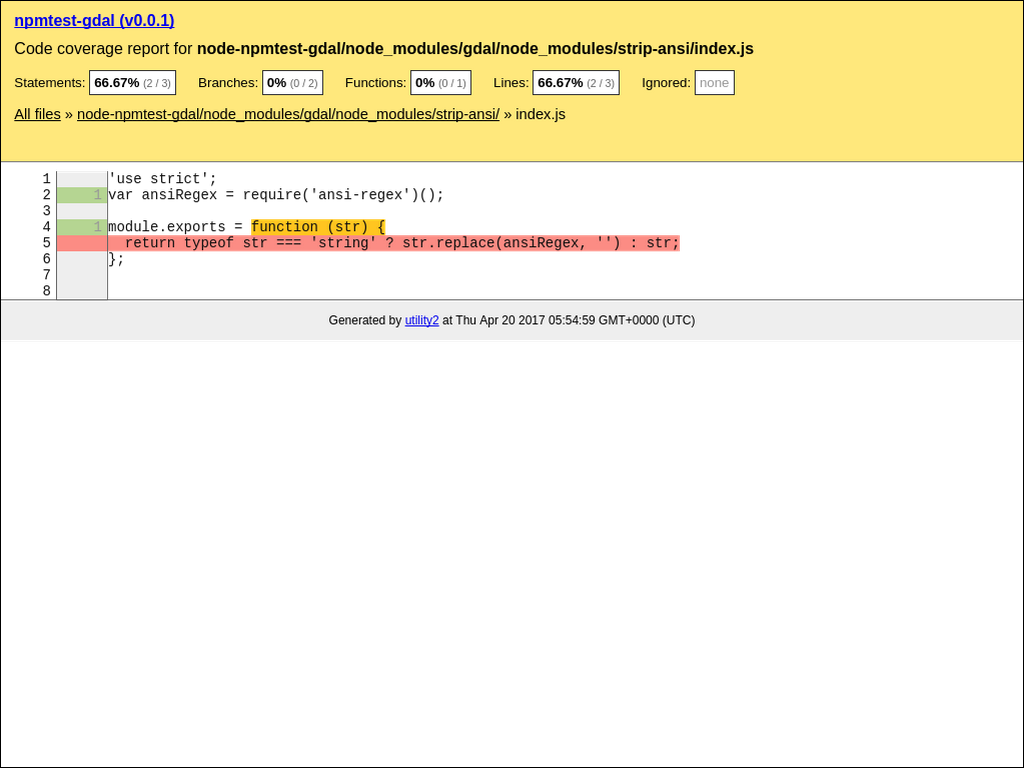 npmtest-gdal (v0.0.1)
Code coverage report for node-npmtest-gdal/node_modules/gdal/node_modules/strip-ansi/index.js
Statements: 66.67% (2 / 3) Branches: 0% (0 / 2) Functions: 0% (0 / 1) Lines: 66.67% (2 / 3) Ignored: none
All files » node-npmtest-gdal/node_modules/gdal/node_modules/strip-ansi/ » index.js
1 'use strict';
2 1 var ansiRegex = require('ansi-regex')();
3
4 1 module.exports = function (str) {
5   return typeof str === 'string' ? str.replace(ansiRegex, '') : str;
6 };
7
8
Generated by utility2 at Thu Apr 20 2017 05:54:59 GMT+0000 (UTC)